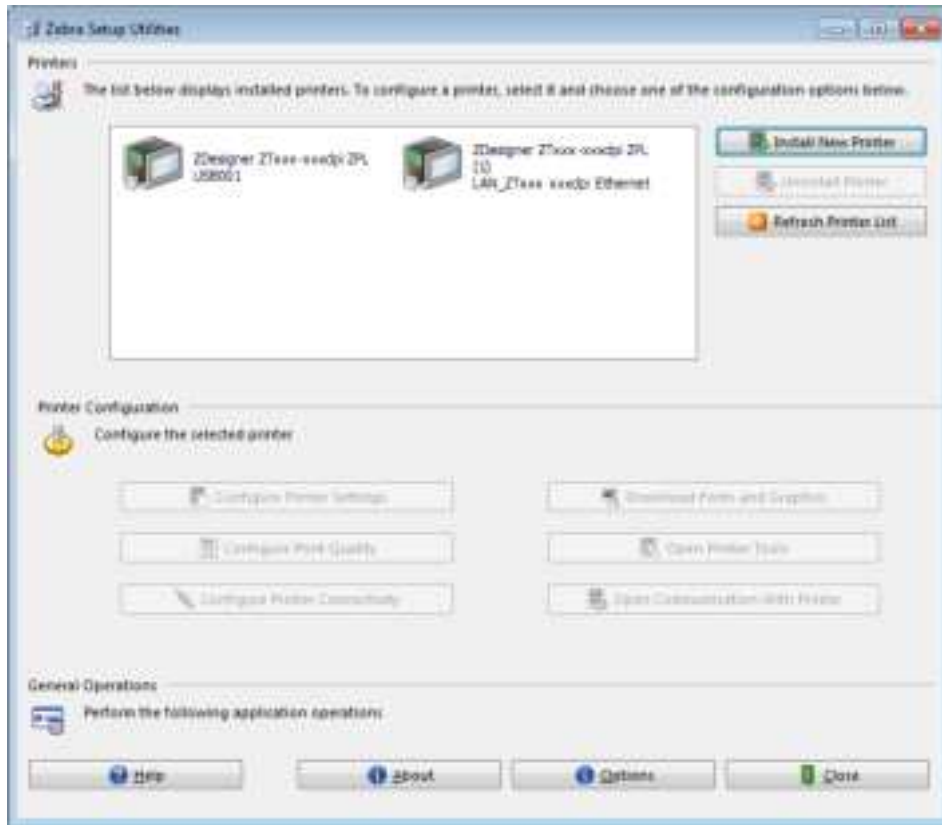 Zebra Setup Utilities
Printers
The list below displays installed printers. To configure a printer, select it and choose one of the configuration options below.
ZDesigner ZTxxx-xxxdpi ZPL
USB001
ZDesigner ZTxxx-xxxdpi ZPL
(1)
LAN_ZTxxx xxxdpi Ethernet
Install New Printer
Uninstall Printer
Refresh Printer List
Printer Configuration
Configure the selected printer
Configure Printer Settings
Download Fonts and Graphics
Configure Print Quality
Open Printer Tools
Configure Printer Connectivity
Open Communication With Printer
General Operations
Perform the following application operations
Help
About
Options
Close